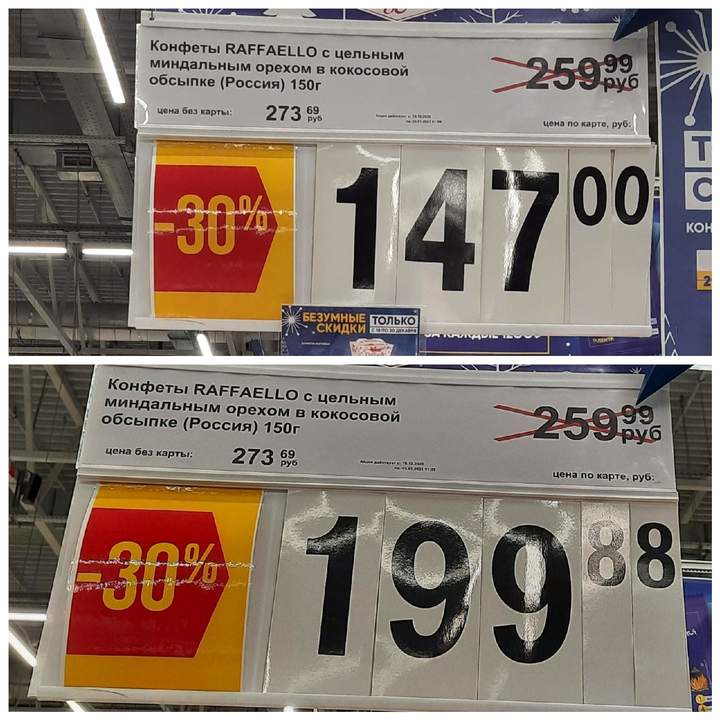 Конфеты RAFFAELLO с цельным
миндальным орехом в кокосовой
обсыпке (Россия) 150г
259 99
руб
цена без карты: 273 69
руб
цена по карте, руб:
-30%
147 00
БЕЗУМНЫЕ
СКИДКИ
ТОЛЬКО
Конфеты RAFFAELLO с цельным
миндальным орехом в кокосовой
обсыпке (Россия) 150г
259 99
руб
цена без карты: 273 69
руб
цена по карте, руб:
-30%
199 88